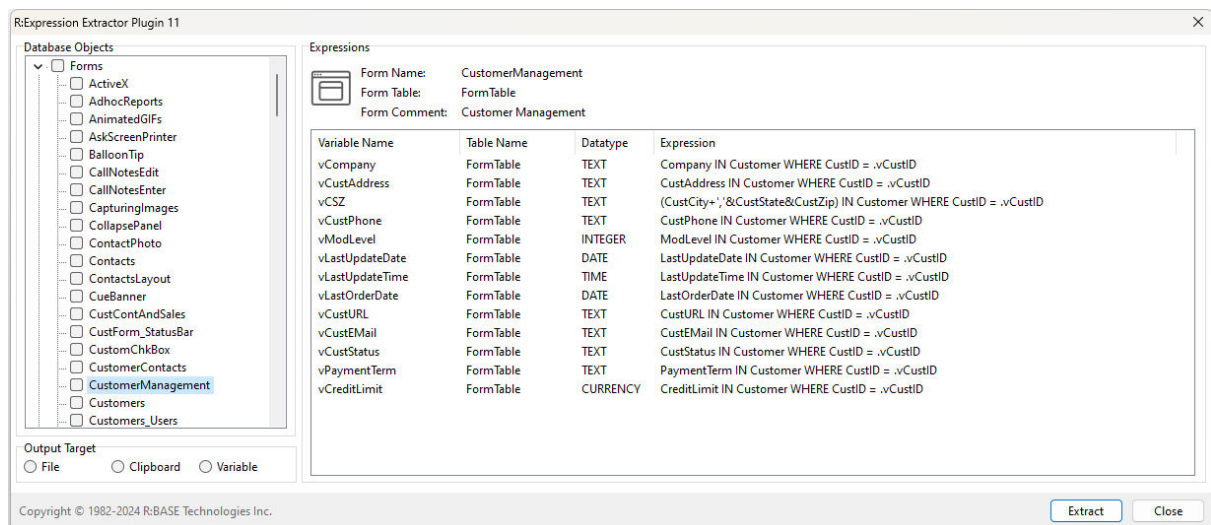 R:Expression Extractor Plugin 11
Database Objects
Forms
ActiveX
AdhocReports
AnimatedGIFs
AskScreenPrinter
BalloonTip
CallNotesEdit
CallNotesEnter
CapturingImages
CollapsePanel
ContactPhoto
Contacts
ContactsLayout
CueBanner
CustContAndSales
CustForm_StatusBar
CustomChkBox
CustomerContacts
CustomerManagement
Customers
Customers_Users
Output Target
File Clipboard Variable
Expressions
Form Name: CustomerManagement
Form Table: FormTable
Form Comment: Customer Management
Variable Name Table Name Datatype Expression
vCompany FormTable TEXT Company IN Customer WHERE CustID = .vCustID
vCustAddress FormTable TEXT CustAddress IN Customer WHERE CustID = .vCustID
vCSZ FormTable TEXT (CustCity+','&CustState&CustZip) IN Customer WHERE CustID = .vCustID
vCustPhone FormTable TEXT CustPhone IN Customer WHERE CustID = .vCustID
vModLevel FormTable INTEGER ModLevel IN Customer WHERE CustID = .vCustID
vLastUpdateDate FormTable DATE LastUpdateDate IN Customer WHERE CustID = .vCustID
vLastUpdateTime FormTable TIME LastUpdateTime IN Customer WHERE CustID = .vCustID
vLastOrderDate FormTable DATE LastOrderDate IN Customer WHERE CustID = .vCustID
vCustURL FormTable TEXT CustURL IN Customer WHERE CustID = .vCustID
vCustEMail FormTable TEXT CustEMail IN Customer WHERE CustID = .vCustID
vCustStatus FormTable TEXT CustStatus IN Customer WHERE CustID = .vCustID
vPaymentTerm FormTable TEXT PaymentTerm IN Customer WHERE CustID = .vCustID
vCreditLimit FormTable CURRENCY CreditLimit IN Customer WHERE CustID = .vCustID
Copyright © 1982-2024 R:BASE Technologies Inc.
Extract Close